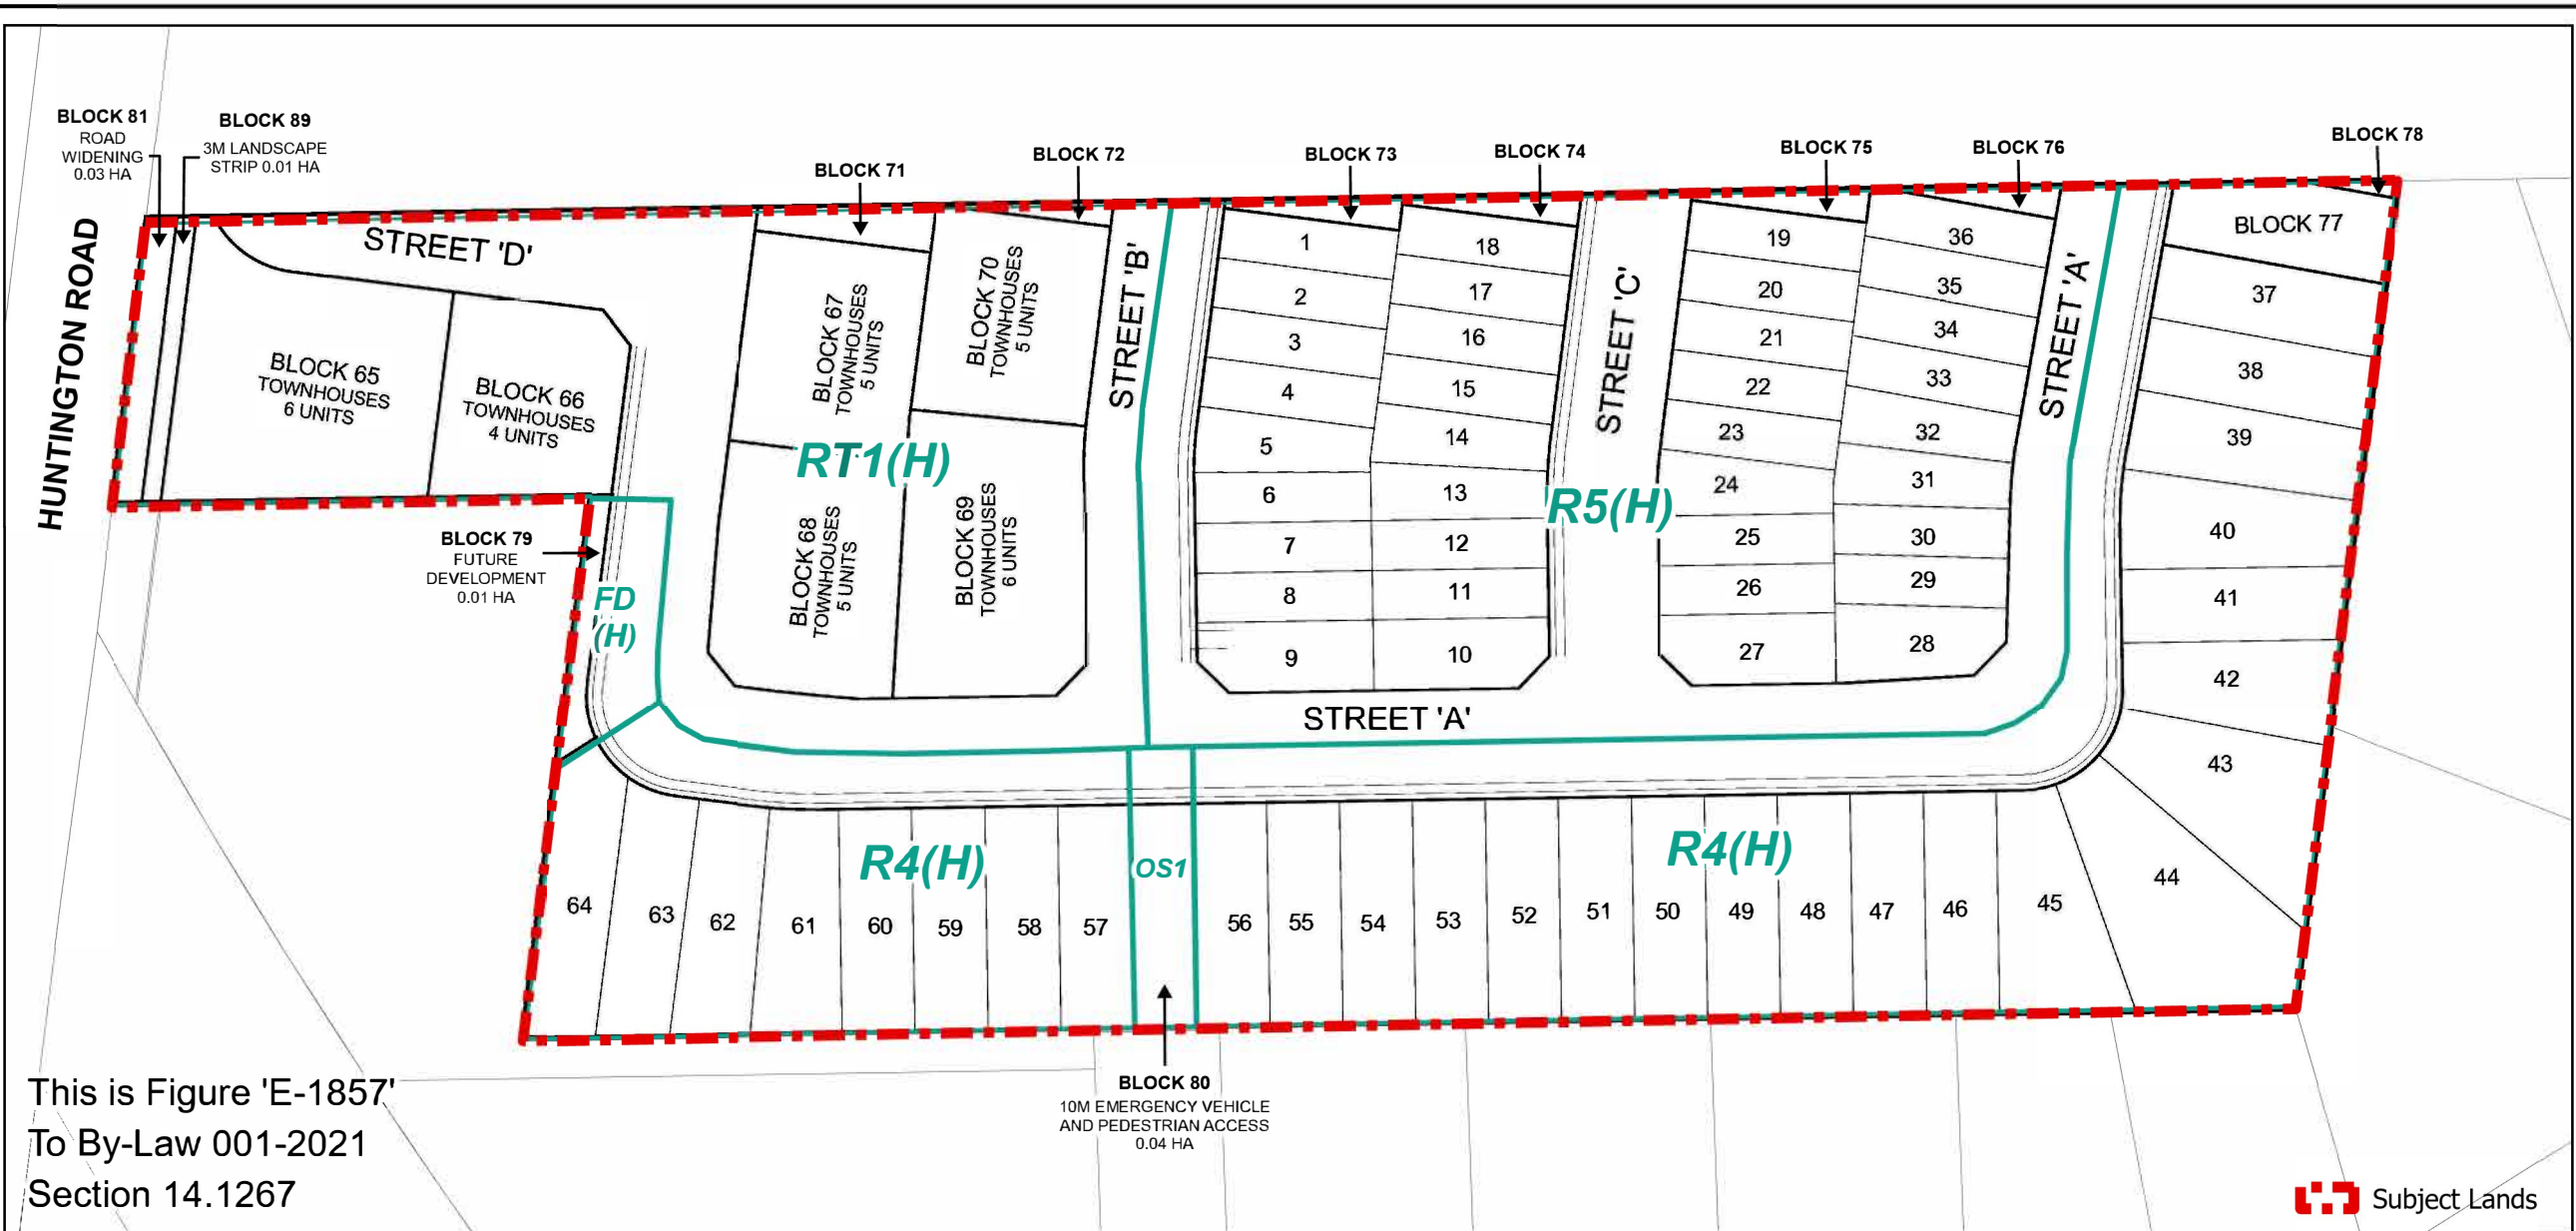 BLOCK 81
ROAD
WIDENING
0.03 HA
BLOCK 89
3M LANDSCAPE
STRIP 0.01 HA
BLOCK 71
BLOCK 72
BLOCK 73
BLOCK 74
BLOCK 75
BLOCK 76
BLOCK 78
HUNTINGTON ROAD
STREET 'D'
BLOCK 65
TOWNHOUSES
6 UNITS
BLOCK 66
TOWNHOUSES
4 UNITS
BLOCK 67
TOWNHOUSES
5 UNITS
BLOCK 70
TOWNHOUSES
5 UNITS
RT1(H)
BLOCK 68
TOWNHOUSES
5 UNITS
BLOCK 69
TOWNHOUSES
6 UNITS
STREET 'B'
1
2
3
4
5
6
7
8
9
18
17
16
15
14
13
12
11
10
STREET 'C'
R5(H)
19
20
21
22
23
24
25
26
27
36
35
34
33
32
31
30
29
28
STREET 'A'
BLOCK 77
37
38
39
40
41
42
43
44
BLOCK 79
FUTURE
DEVELOPMENT
0.01 HA
FD
(H)
STREET 'A'
R4(H)
OS1
R4(H)
64
63
62
61
60
59
58
57
56
55
54
53
52
51
50
49
48
47
46
45
BLOCK 80
10M EMERGENCY VEHICLE
AND PEDESTRIAN ACCESS
0.04 HA
This is Figure 'E-1857'
To By-Law 001-2021
Section 14.1267
Subject Lands